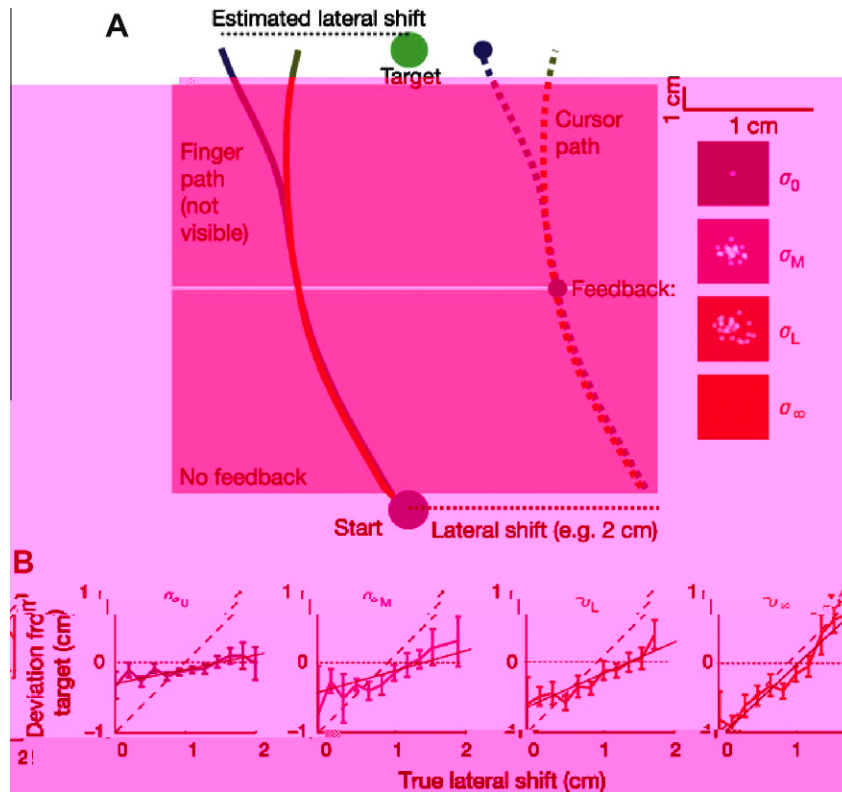 A
Estimated lateral shift
Target
1 cm
1 cm
Finger
path
(not
visible)
Cursor
path
σ0
σM
Feedback:
σL
σ∞
No feedback
Start
Lateral shift (e.g. 2 cm)
B
1 1 1 1
Deviation from
target (cm)
0 0 0 0
−1 −1 −1 −1
2
0 1 2 0 1 2 0 1 2 0 1
True lateral shift (cm)